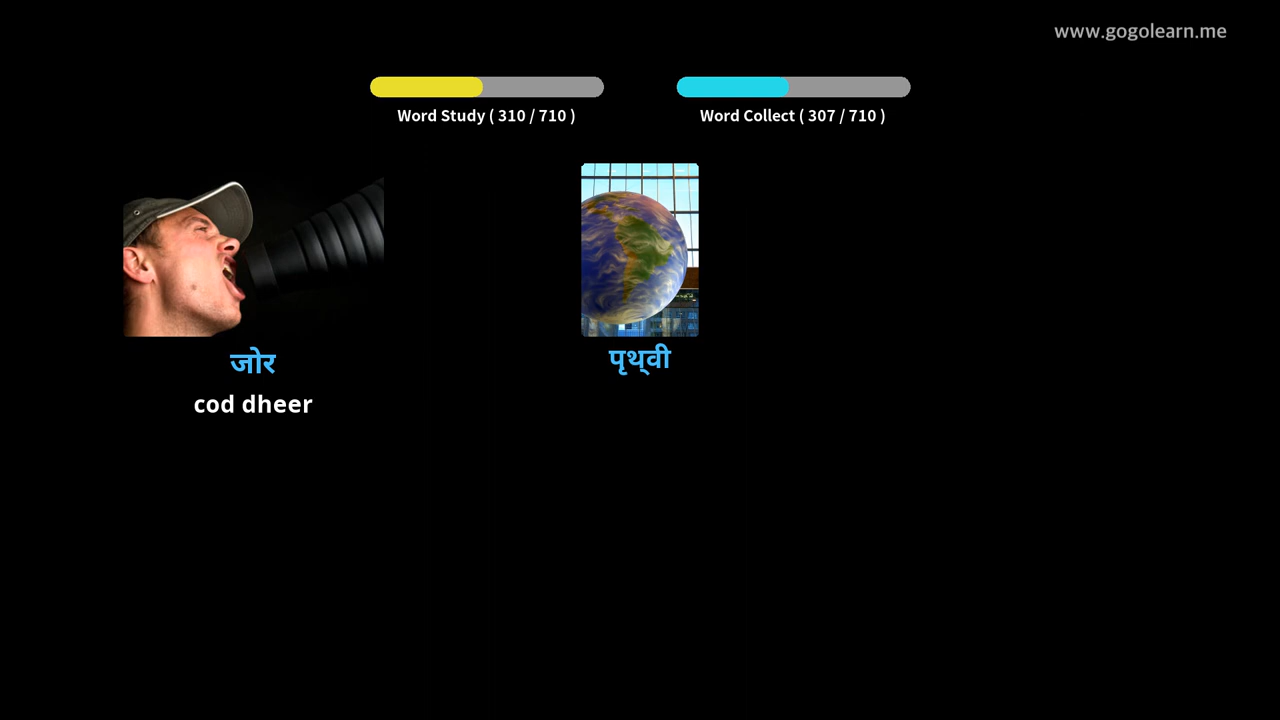 www.gogolearn.me
Word Study ( 310 / 710 )
Word Collect ( 307 / 710 )
जोर
cod dheer
पृथ्वी